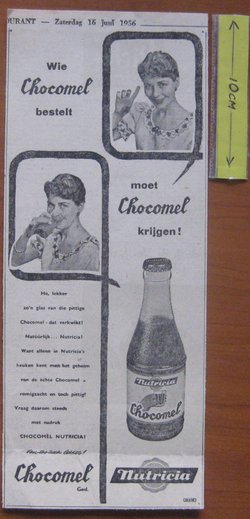 OURANT — Zaterdag 16 Juni 1956
Wie
Chocomel
bestelt
moet
Chocomel
krijgen!
10CM
Ha, lekker
zo'n glas van die pittige
Chocomel - dat verkwikt!
Natuurlijk... Nutricia!
Want alleen in Nutricia's
keuken kent men het geheim
van de échte Chocomel
romigzacht en toch pittig!
Vraag daarom steeds
met nadruk
CHOCOMEL NUTRICIA!
Chocomel
Ged.
Nutricia
Chocomel
Nutricia